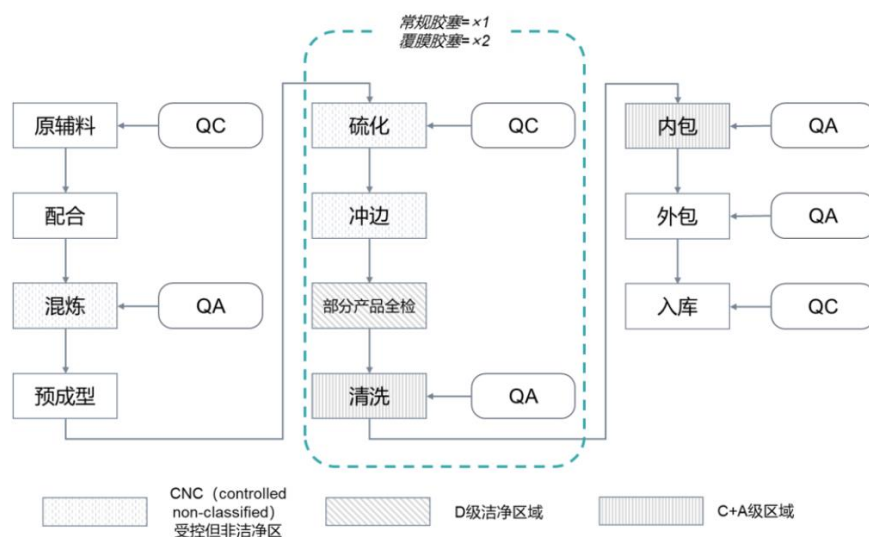 常规胶塞=×1
覆膜胶塞=×2
原辅料
QC
配合
混炼
QA
预成型
硫化
QC
冲边
部分产品全检
清洗
QA
内包
QA
外包
QA
入库
QC
CNC（controlled
non-classified）
受控但非洁净区
D级洁净区域
C+A级区域